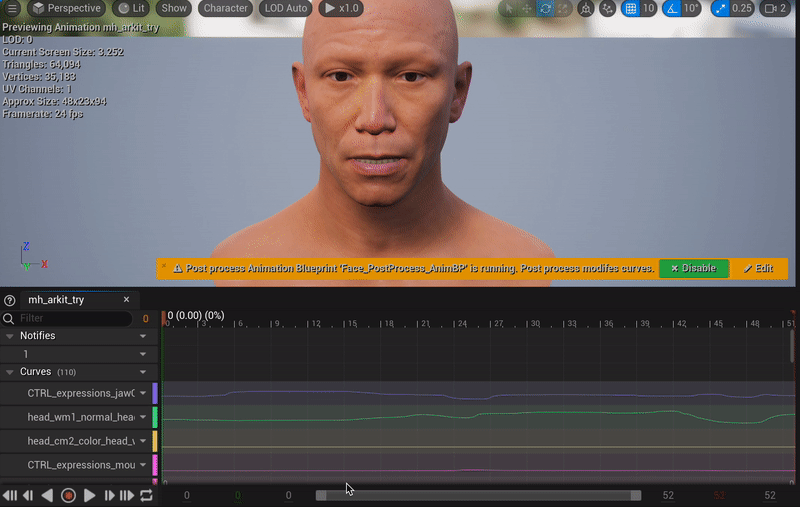 Perspective Lit Show Character LOD Auto x1.0 10 10° 0.25 2
Previewing Animation mh_arkit_try
LOD: 0
Current Screen Size: 3.252
Triangles: 64,094
Vertices: 35,183
UV Channels: 1
Approx Size: 48x23x94
Framerate: 24 fps
Z
Y X
Post process Animation Blueprint 'Face_PostProcess_AnimBP' is running. Post process modifes curves. Disable Edit
mh_arkit_try
Filter 0 0 (0.00) (0%)
0 3 6 9 12 15 18 21 24 27 30 33 36 39 42 45 48 51
Notifies
1
Curves (110)
CTRL_expressions_jaw
head_wm1_normal_hea
head_cm2_color_head_
CTRL_expressions_mou
0 0 0 52 52 52